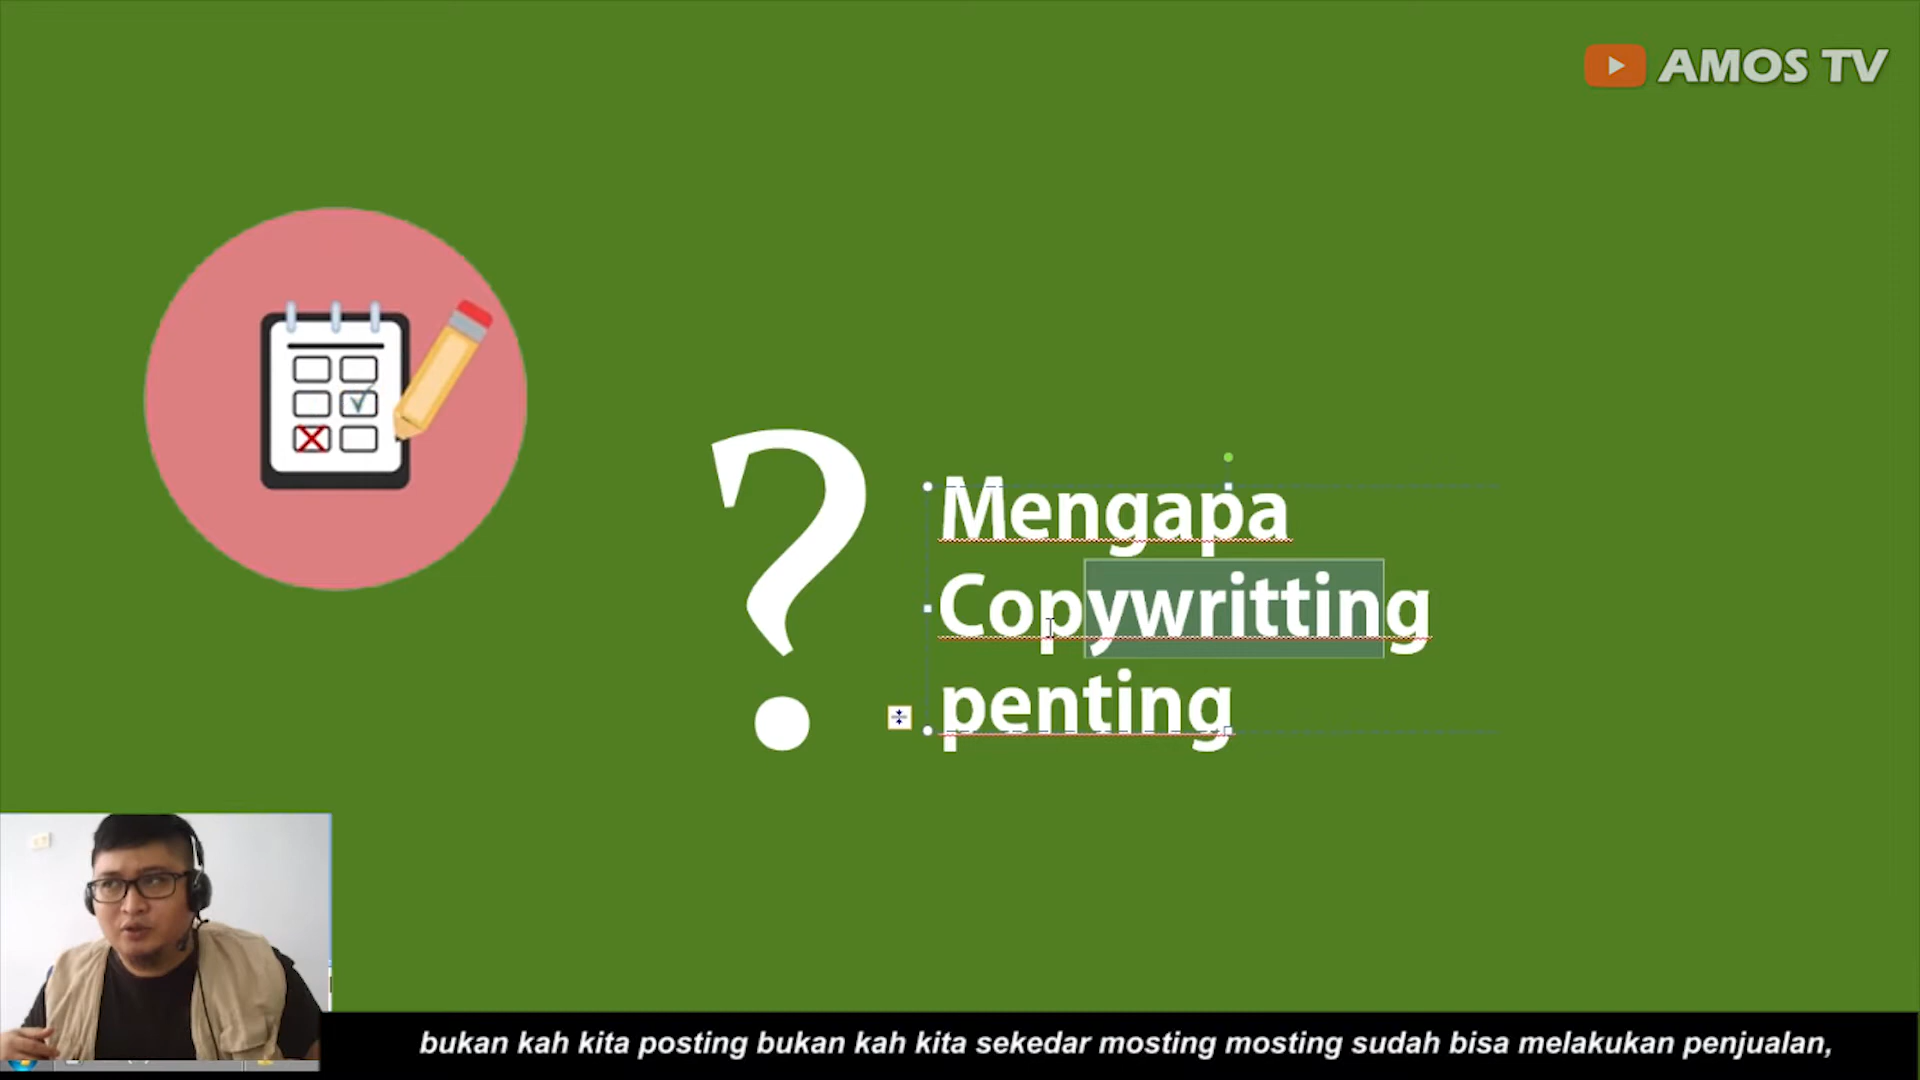 AMOS TV
?
Mengapa
Copywritting
penting
bukan kah kita posting bukan kah kita sekedar mosting mosting sudah bisa melakukan penjualan,